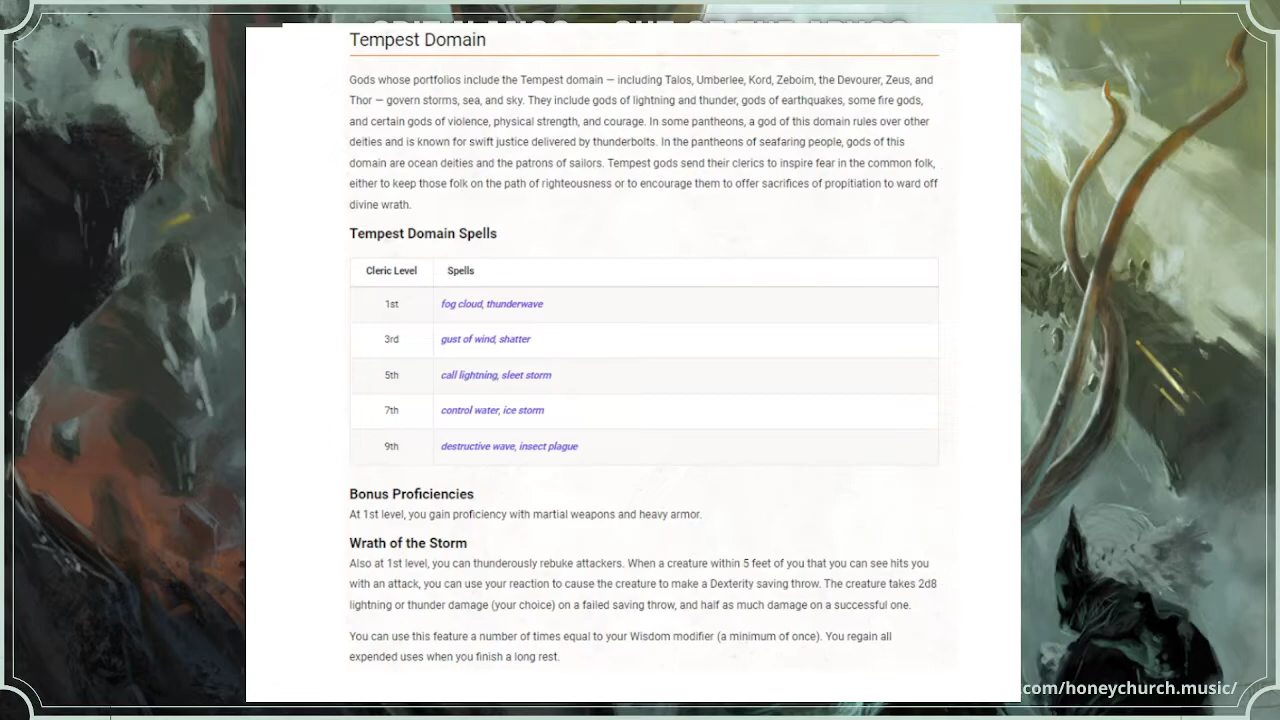 Tempest Domain
Gods whose portfolios include the Tempest domain — including Talos, Umberlee, Kord, Zeboim, the Devourer, Zeus, and
Thor — govern storms, sea, and sky. They include gods of lightning and thunder, gods of earthquakes, some fire gods,
and certain gods of violence, physical strength, and courage. In some pantheons, a god of this domain rules over other
deities and is known for swift justice delivered by thunderbolts. In the pantheons of seafaring people, gods of this
domain are ocean deities and the patrons of sailors. Tempest gods send their clerics to inspire fear in the common folk,
either to keep those folk on the path of righteousness or to encourage them to offer sacrifices of propitiation to ward off
divine wrath.
Tempest Domain Spells
Cleric Level Spells
1st fog cloud, thunderwave
3rd gust of wind, shatter
5th call lightning, sleet storm
7th control water, ice storm
9th destructive wave, insect plague
Bonus Proficiencies
At 1st level, you gain proficiency with martial weapons and heavy armor.
Wrath of the Storm
Also at 1st level, you can thunderously rebuke attackers. When a creature within 5 feet of you that you can see hits you
with an attack, you can use your reaction to cause the creature to make a Dexterity saving throw. The creature takes 2d8
lightning or thunder damage (your choice) on a failed saving throw, and half as much damage on a successful one.
You can use this feature a number of times equal to your Wisdom modifier (a minimum of once). You regain all
expended uses when you finish a long rest.
.com/honeychurch.music/